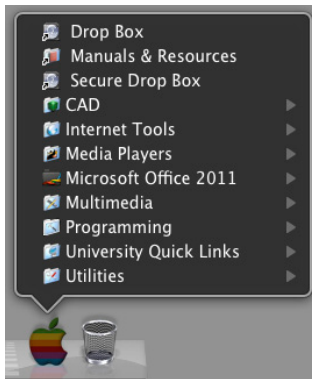 Drop Box
Manuals & Resources
Secure Drop Box
CAD
Internet Tools
Media Players
Microsoft Office 2011
Multimedia
Programming
University Quick Links
Utilities